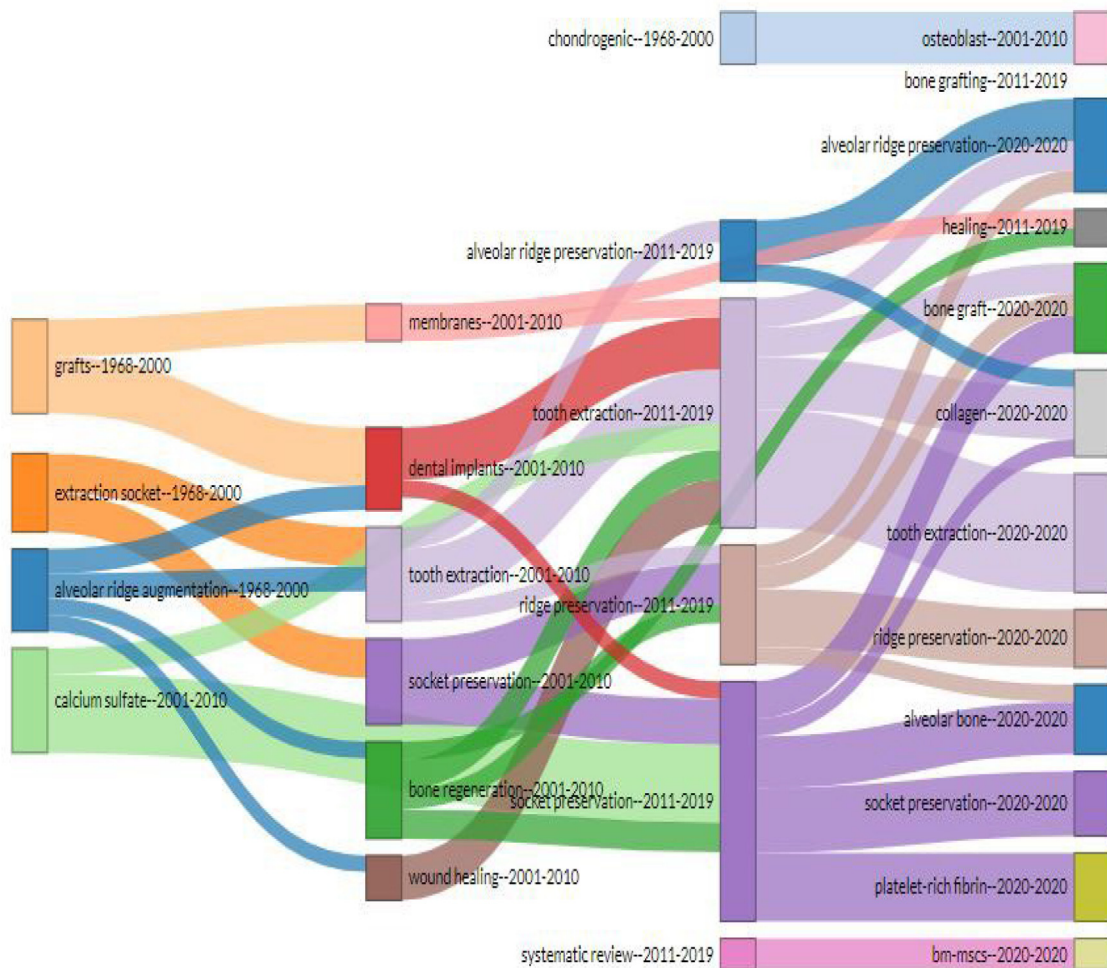 chondrogenic--1968-2000
osteoblast--2001-2010
bone grafting--2011-2019
alveolar ridge preservation--2020-2020
healing--2011-2019
alveolar ridge preservation--2011-2019
bone graft--2020-2020
membranes--2001-2010
grafts--1968-2000
tooth extraction--2011-2019
collagen--2020-2020
dental implants--2001-2010
extraction socket--1968-2000
tooth extraction--2020-2020
tooth extraction--2001-2010
alveolar ridge augmentation--1968-2000
ridge preservation--2011-2019
ridge preservation--2020-2020
socket preservation--2001-2010
calcium sulfate--2001-2010
alveolar bone--2020-2020
bone regeneration--2001-2010
socket preservation--2011-2019
socket preservation--2020-2020
wound healing--2001-2010
platelet-rich fibrin--2020-2020
systematic review--2011-2019
bm-mscs--2020-2020